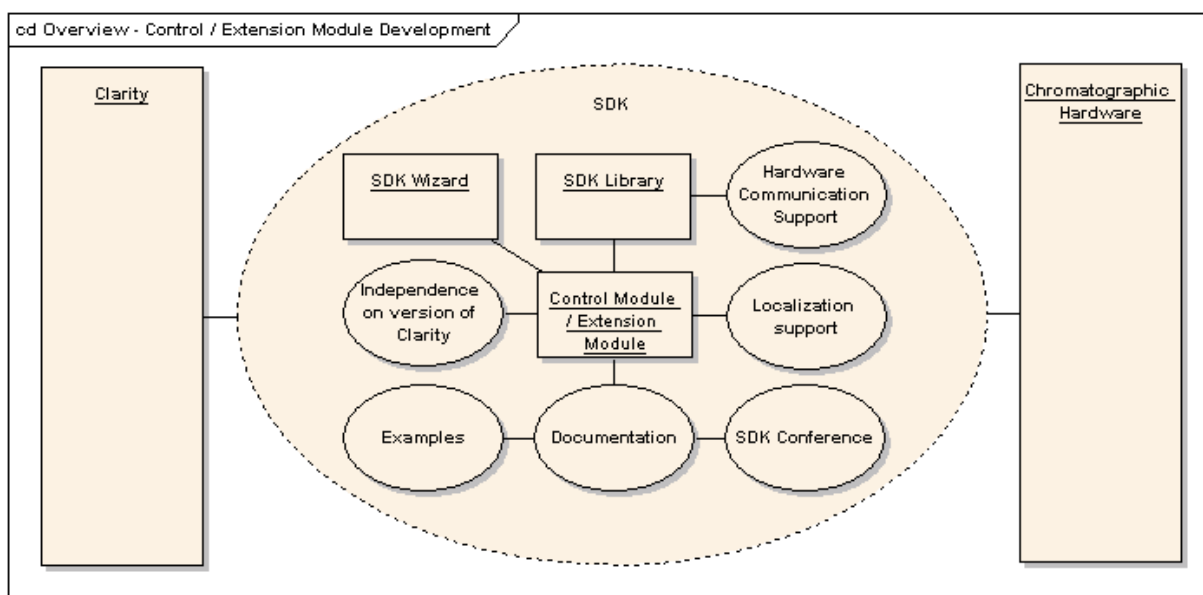 cd Overview - Control / Extension Module Development
Clarity
SDK
Chromatographic
Hardware
SDK Wizard
SDK Library
Hardware
Communication
Support
Independence
on version of
Clarity
Control Module
/ Extension
Module
Localization
support
Examples
Documentation
SDK Conference